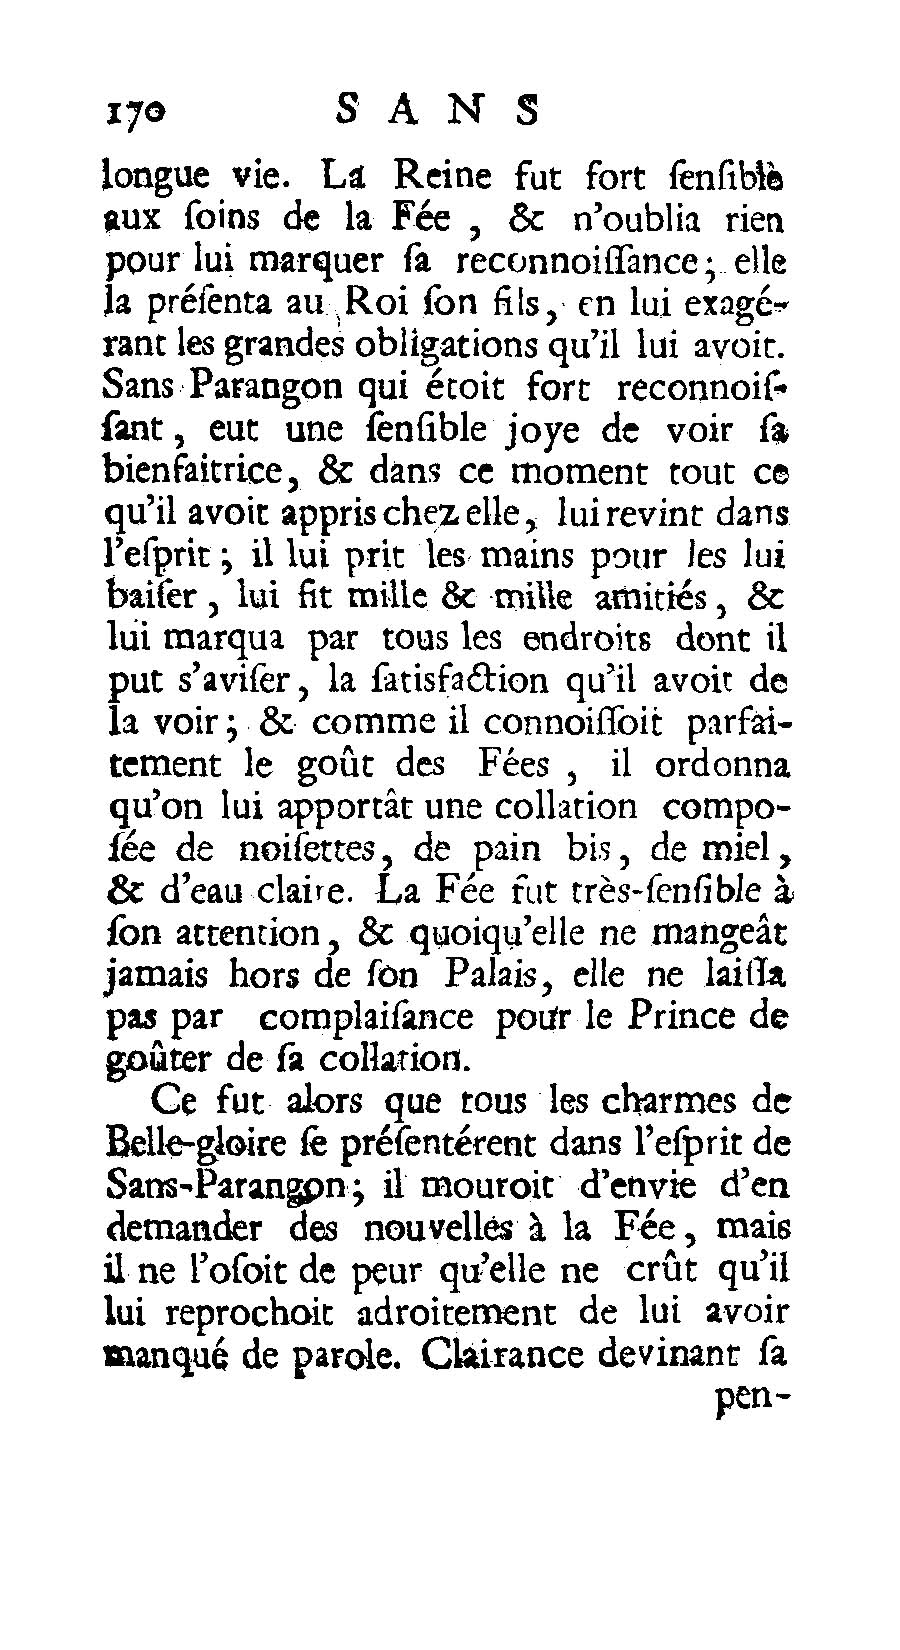 170 SANS
longue vie. La Reine fut fort ſenſible
aux ſoins de la Fée , & n'oublia rien
pour lui marquer ſa reconnoiſſance; elle
la préſenta au Roi ſon fils, en lui exagé-
rant les grandes obligations qu'il lui avoit.
Sans Parangon qui étoit fort reconnoiſ-
ſant , eut une ſenſible joye de voir ſa
bienfaitrice, & dans ce moment tout ce
qu'il avoit appris chez elle, lui revint dans
l'eſprit ; il lui prit les mains pour les lui
baiſer , lui fit mille & mille amitiés , &
lui marqua par tous les endroits dont il
put s'aviſer, la ſatisfaction qu'il avoit de
la voir ; & comme il connoiſſoit parfai-
tement le goût des Fées , il ordonna
qu'on lui apportât une collation compo-
ſée de noiſettes, de pain bis, de miel ,
& d'eau claire. La Fée fut très-ſenſible à
ſon attention , & quoiqu'elle ne mangeât
jamais hors de ſon Palais, elle ne laiſſa
pas par complaiſance pour le Prince de
goûter de ſa collation.
Ce fut alors que tous les charmes de
Belle-gloire ſe préſentérent dans l'eſprit de
Sans-Parangon; il mouroit d'envie d'en
demander des nouvelles à la Fée , mais
il ne l'oſoit de peur qu'elle ne crût qu'il
lui reprochoit adroitement de lui avoir
manqué de parole. Clairance devinant ſa
pen-